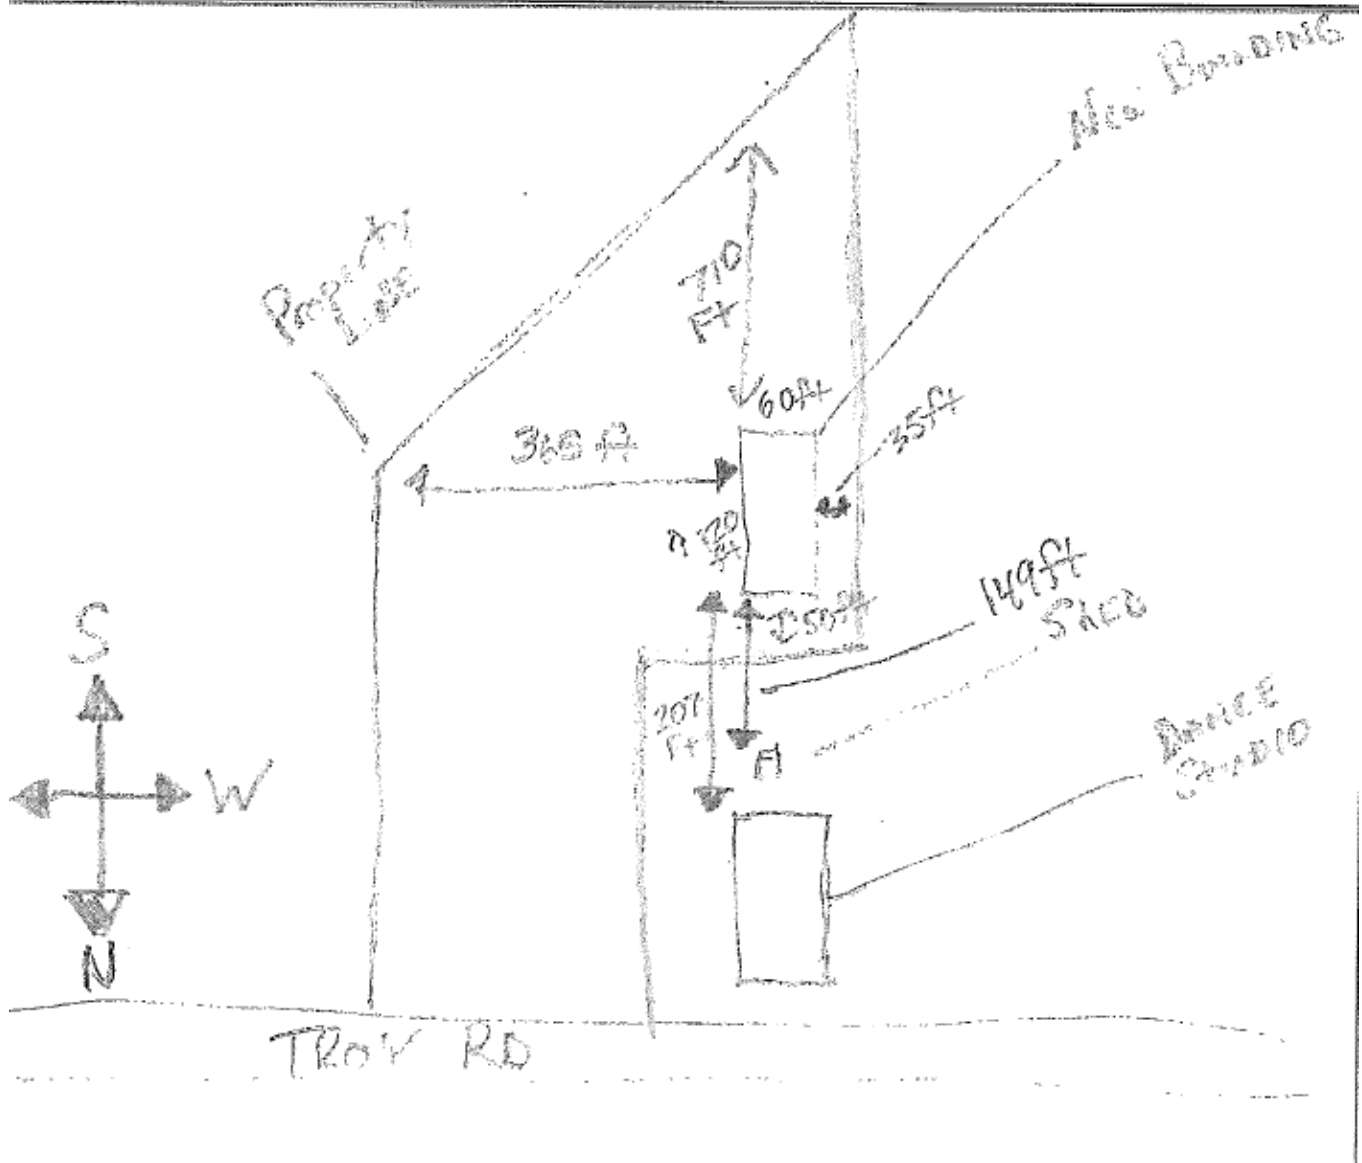 New Building
Property
Line
710
Ft
60ft
35ft
365 ft
120
ft
150ft
149ft
Shed
207
Ft
S
W
N
Dance
Studio
TROY RD